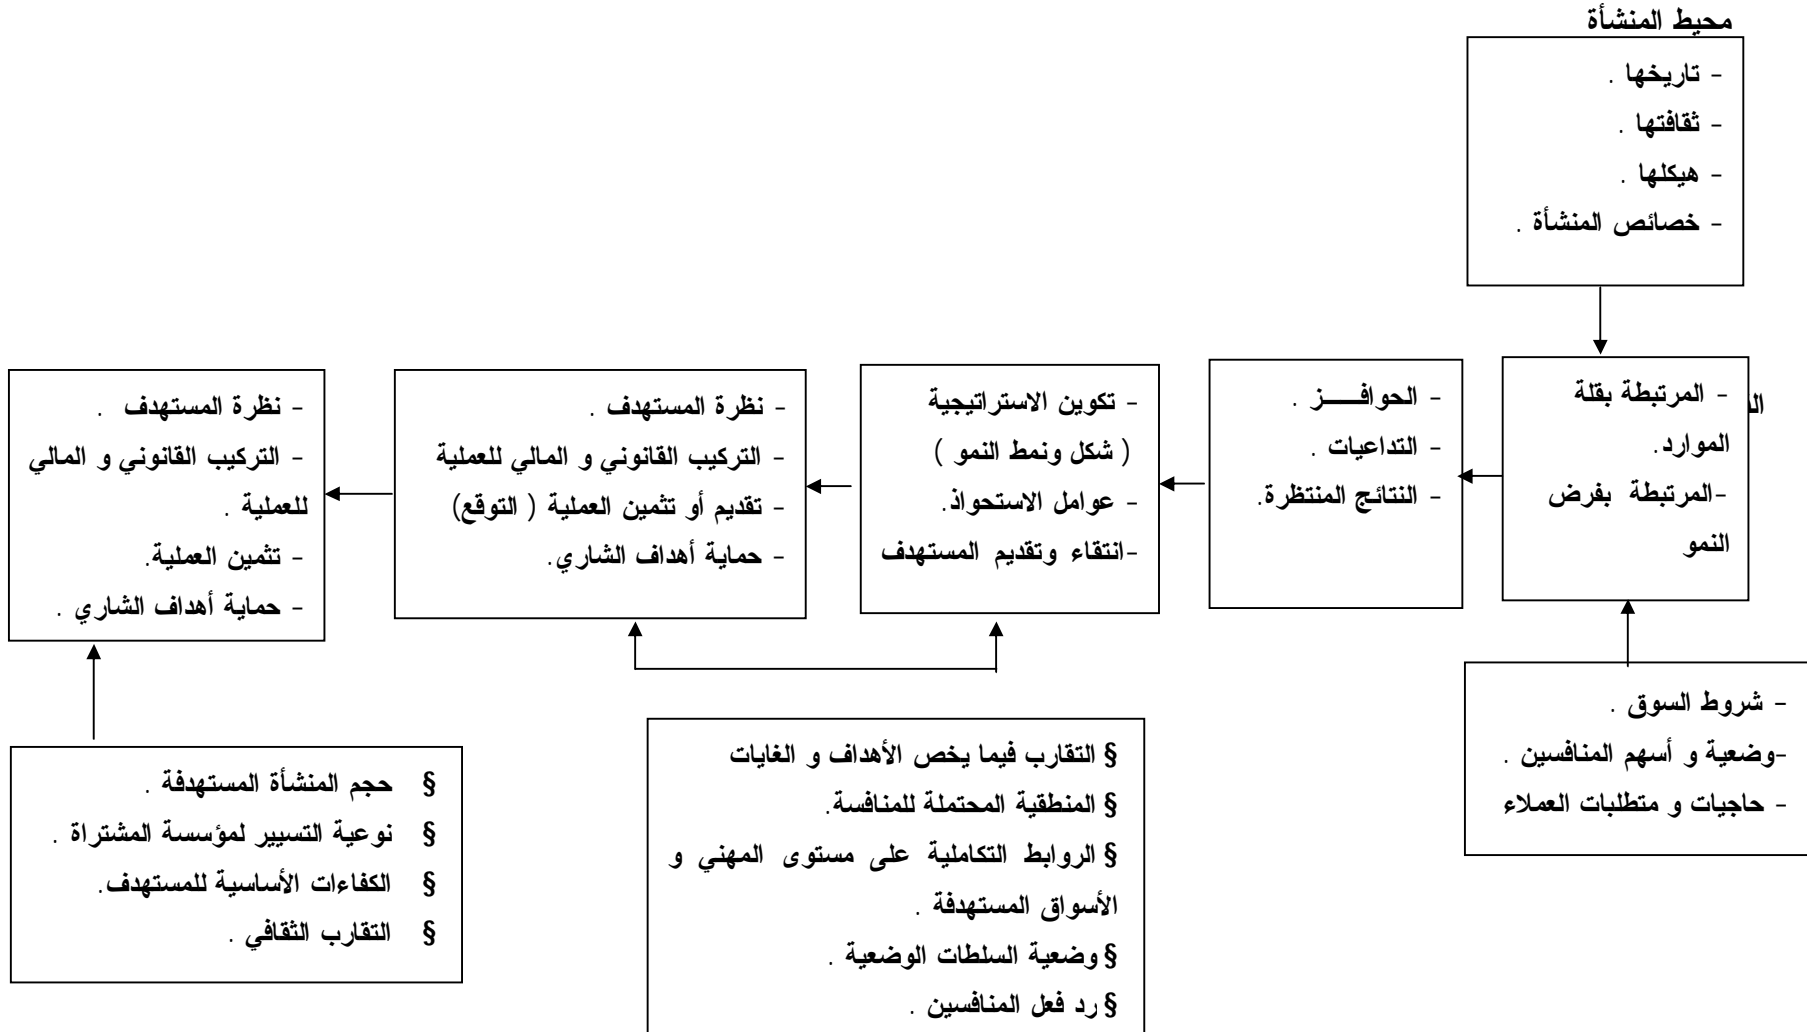 محيط المنشأة
- تاريخها .
- ثقافتها .
- هيكلها .
- خصائص المنشأة .
- المرتبطة بقلة
الموارد.
-المرتبطة بفرض
النمو
- الحوافــــز .
- التداعيات .
- النتائج المنتظرة.
- تكوين الاستراتيجية
( شكل ونمط النمو )
- عوامل الاستحواذ.
-انتقاء وتقديم المستهدف
- نظرة المستهدف .
- التركيب القانوني و المالي للعملية
- تقديم أو تثمين العملية ( التوقع)
- حماية أهداف الشاري.
- نظرة المستهدف .
- التركيب القانوني و المالي
للعملية .
- تثمين العملية.
- حماية أهداف الشاري .
- شروط السوق .
-وضعية و أسهم المنافسين .
- حاجيات و متطلبات العملاء
§ التقارب فيما يخص الأهداف و الغايات
§ المنطقية المحتملة للمنافسة.
§ الروابط التكاملية على مستوى المهني و
الأسواق المستهدفة .
§ وضعية السلطات الوضعية .
§ رد فعل المنافسين .
§ حجم المنشأة المستهدفة .
§ نوعية التسيير لمؤسسة المشتراة .
§ الكفاءات الأساسية للمستهدف.
§ التقارب الثقافي .